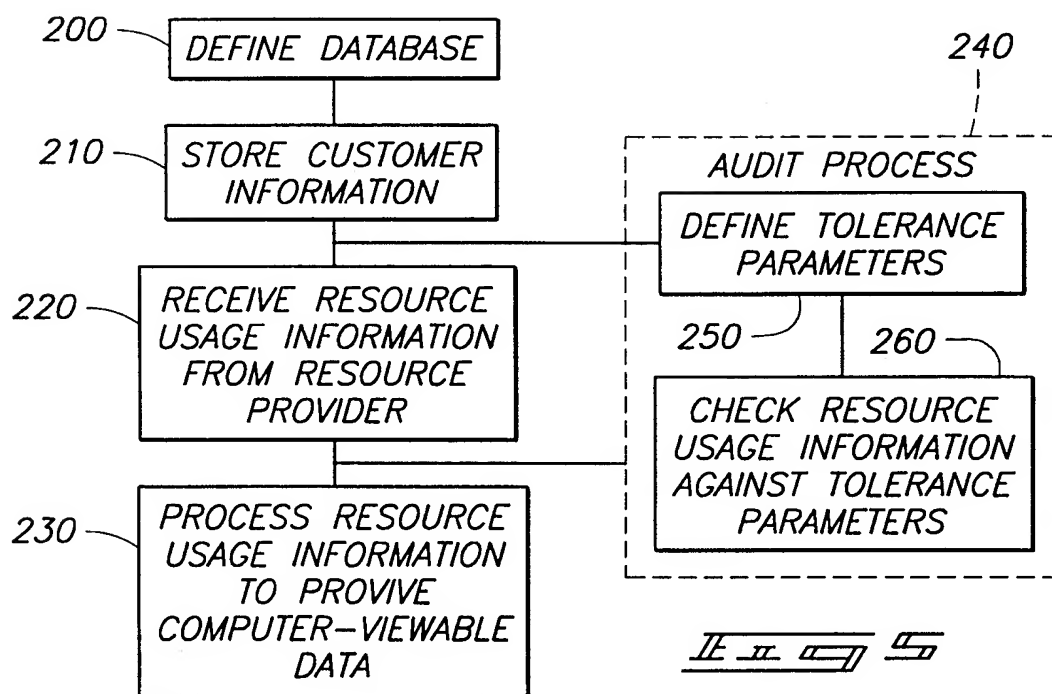 200
DEFINE DATABASE
210
STORE CUSTOMER
INFORMATION
220
RECEIVE RESOURCE
USAGE INFORMATION
FROM RESOURCE
PROVIDER
230
PROCESS RESOURCE
USAGE INFORMATION
TO PROVIVE
COMPUTER-VIEWABLE
DATA
240
AUDIT PROCESS
DEFINE TOLERANCE
PARAMETERS
250
260
CHECK RESOURCE
USAGE INFORMATION
AGAINST TOLERANCE
PARAMETERS
FIG 5